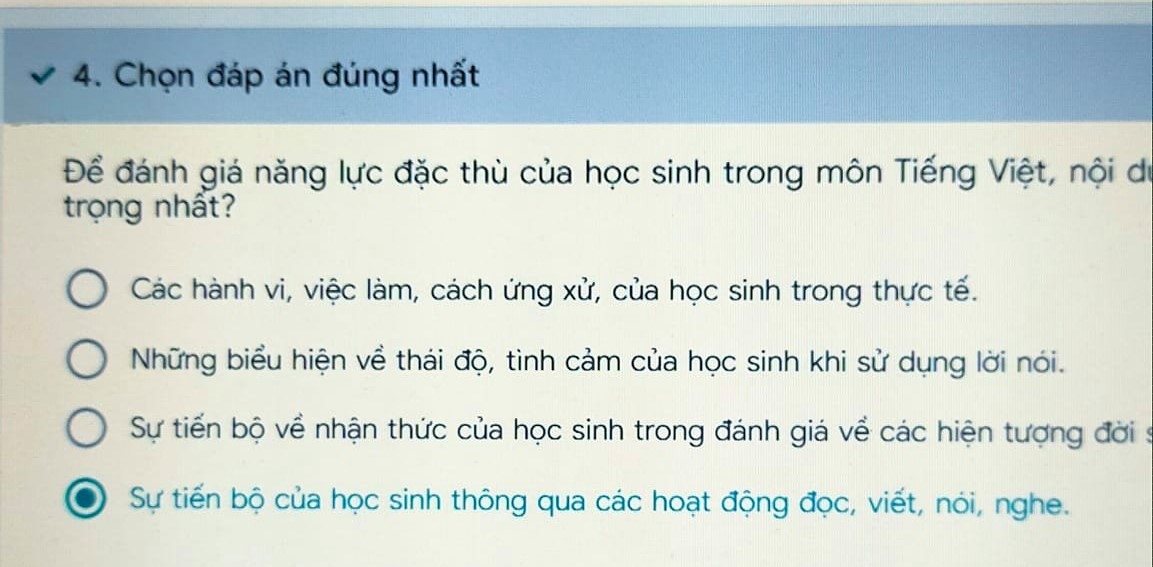 4. Chọn đáp án đúng nhất
Để đánh giá năng lực đặc thù của học sinh trong môn Tiếng Việt, nội
trọng nhất?
Các hành vi, việc làm, cách ứng xử, của học sinh trong thực tế.
Những biểu hiện về thái độ, tình cảm của học sinh khi sử dụng lời nói.
Sự tiến bộ về nhận thức của học sinh trong đánh giá về các hiện tượng đời
Sự tiến bộ của học sinh thông qua các hoạt động đọc, viết, nói, nghe.